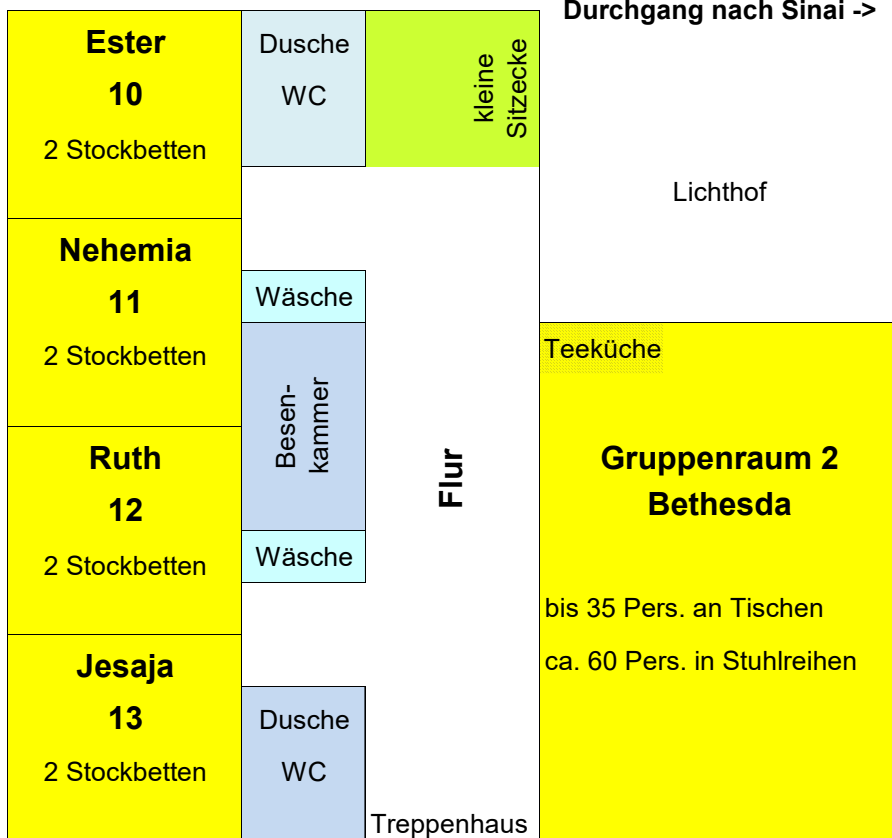 Durchgang nach Sinai ->
Ester
10
2 Stockbetten
Dusche
WC
kleine
Sitzecke
Lichthof
Nehemia
11
2 Stockbetten
Wäsche
Besen-
kammer
Teeküche
Ruth
12
2 Stockbetten
Wäsche
Flur
Gruppenraum 2
Bethesda
bis 35 Pers. an Tischen
ca. 60 Pers. in Stuhlreihen
Jesaja
13
2 Stockbetten
Dusche
WC
Treppenhaus